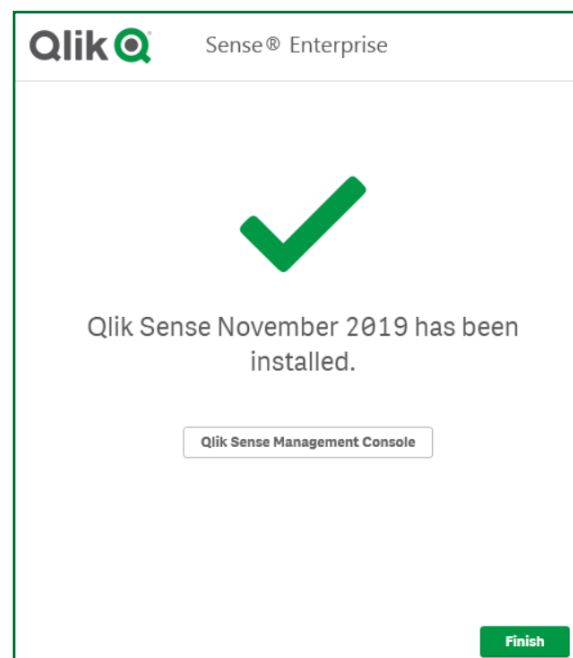 Qlik Sense® Enterprise
Qlik Sense November 2019 has been
installed.
Qlik Sense Management Console
Finish